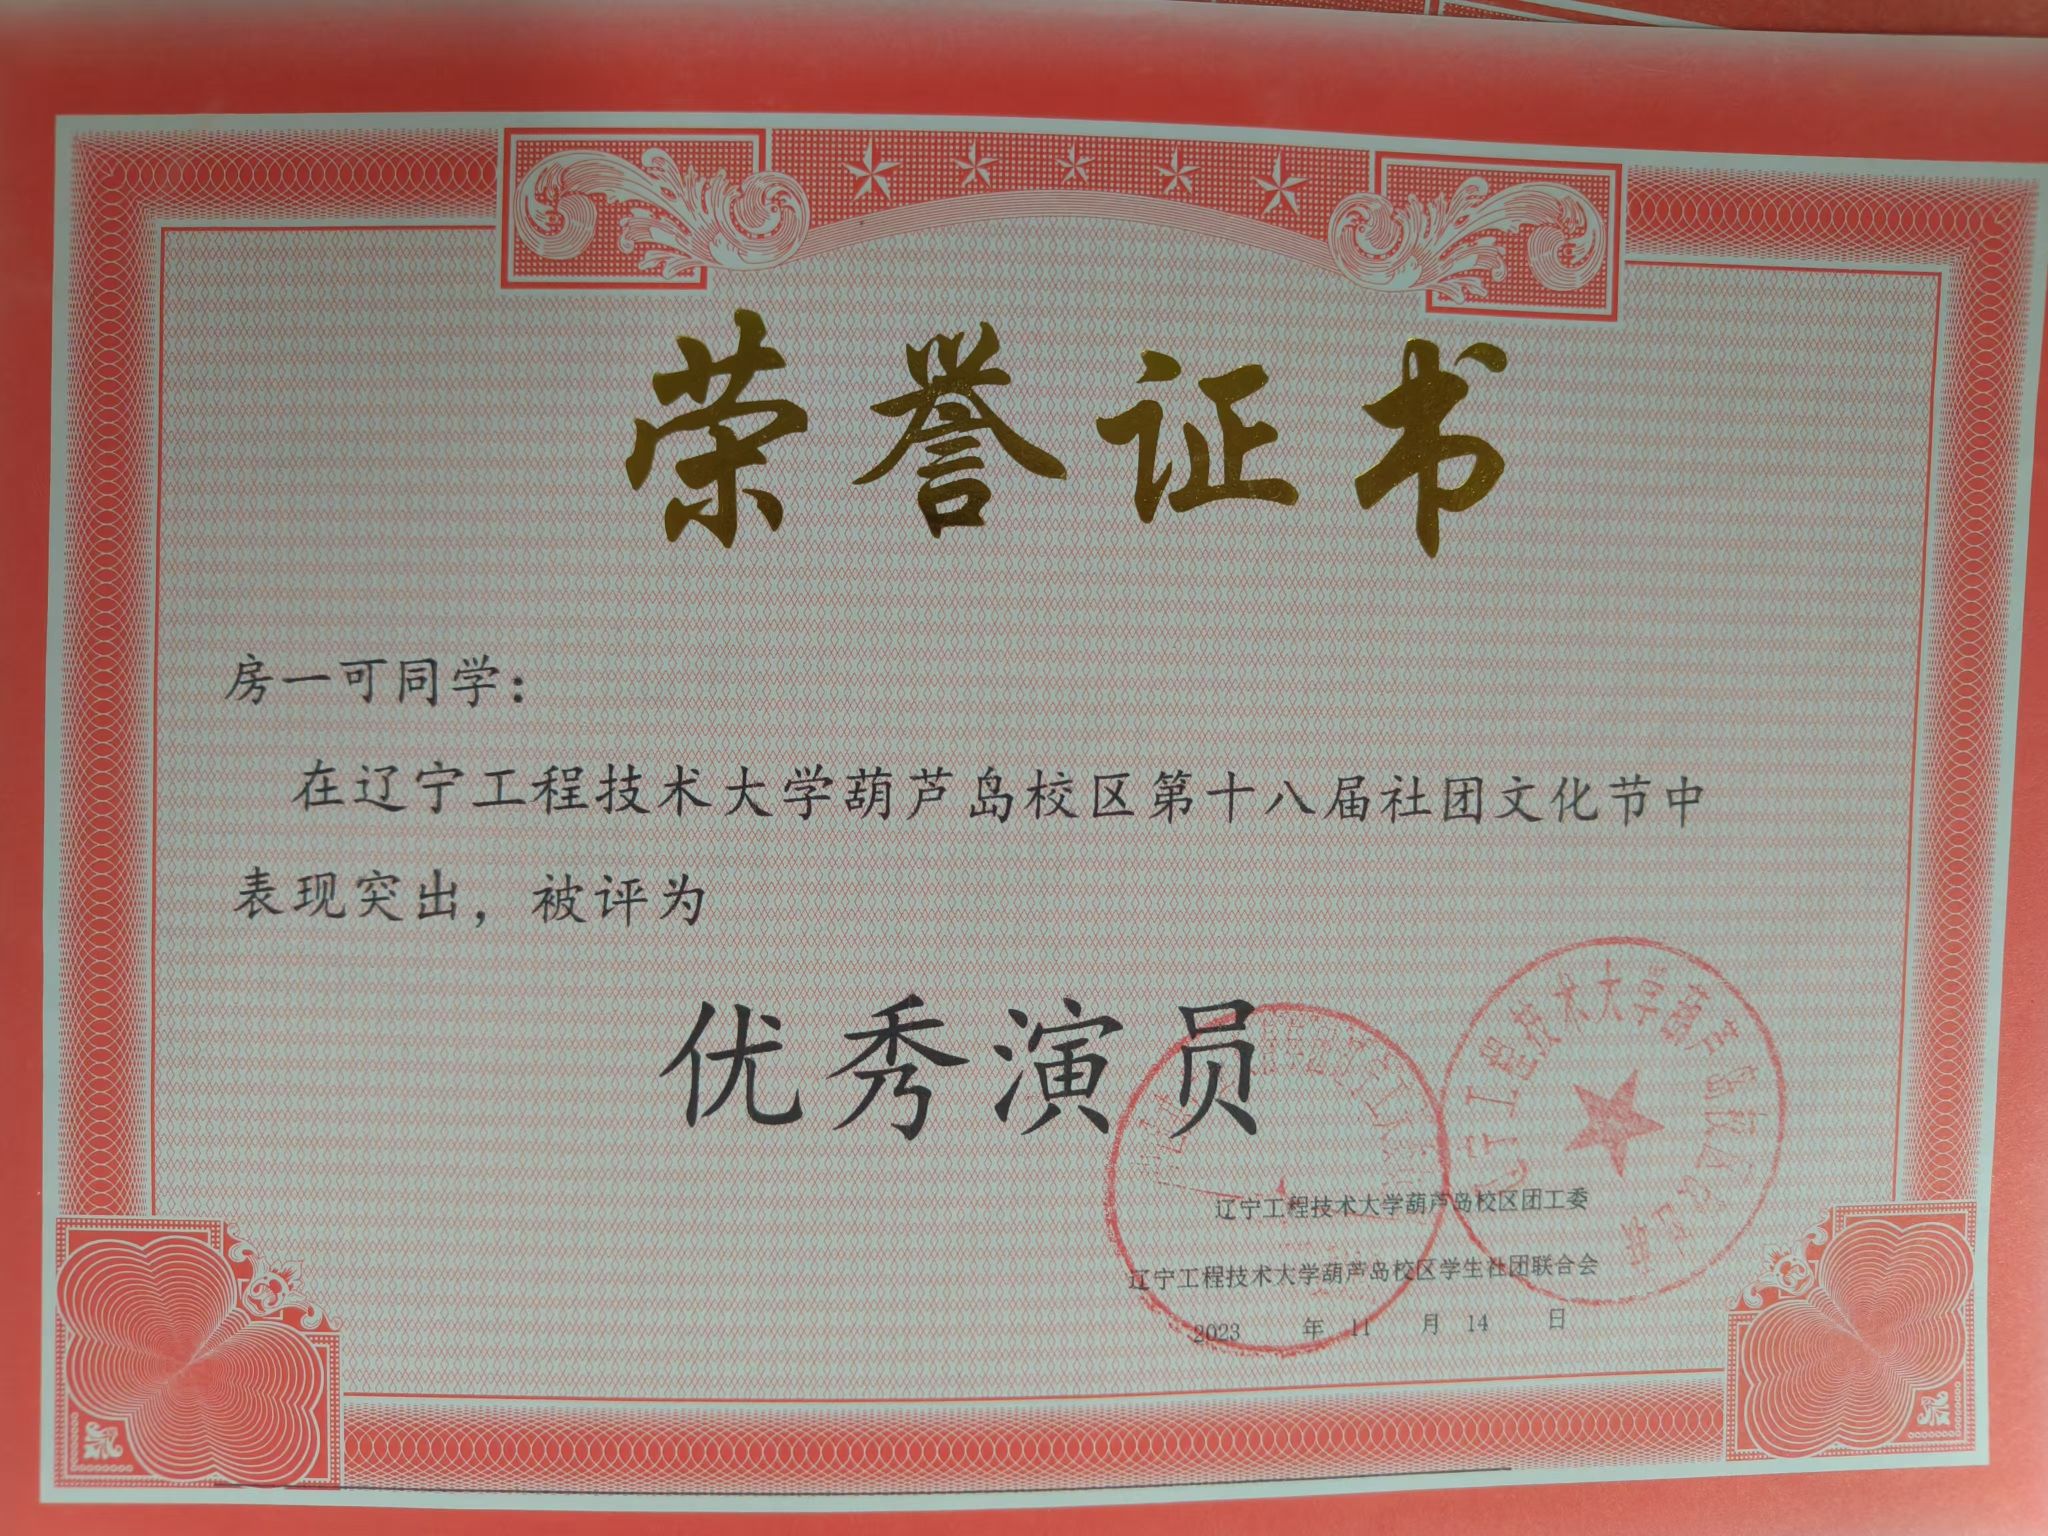 荣誉证书
房一可同学：
在辽宁工程技术大学葫芦岛校区第十八届社团文化节中
表现突出，被评为
优秀演员
辽宁工程技术大学葫芦岛校区团工委
辽宁工程技术大学葫芦岛校区学生社团联合会
2023 年 11 月 14 日